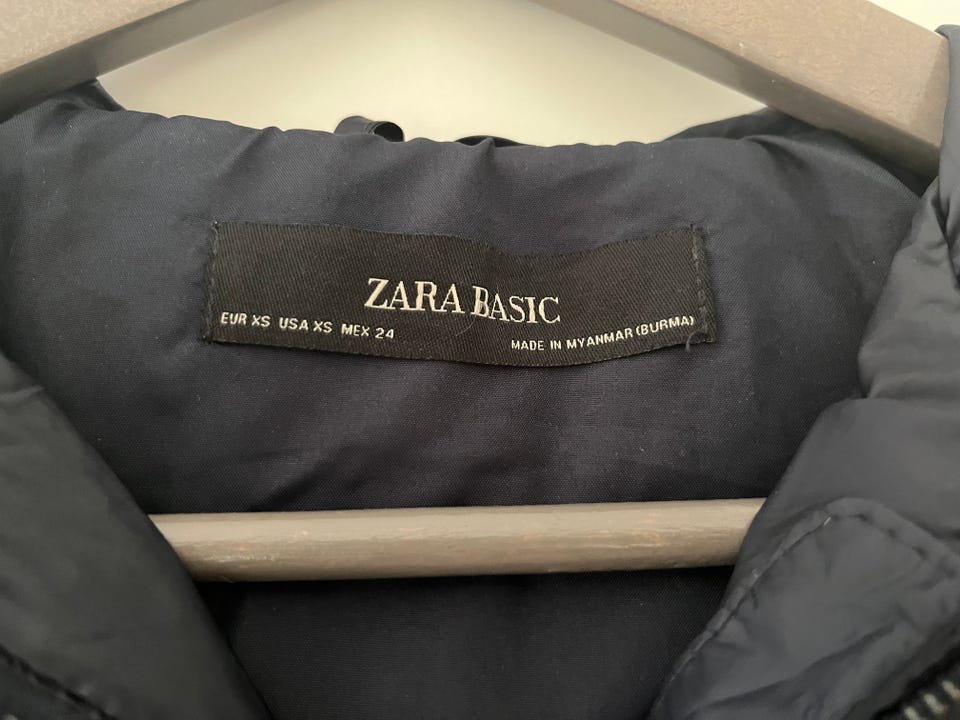 ZARA BASIC
EUR XS USA XS MEX 24
MADE IN MYANMAR (BURMA)